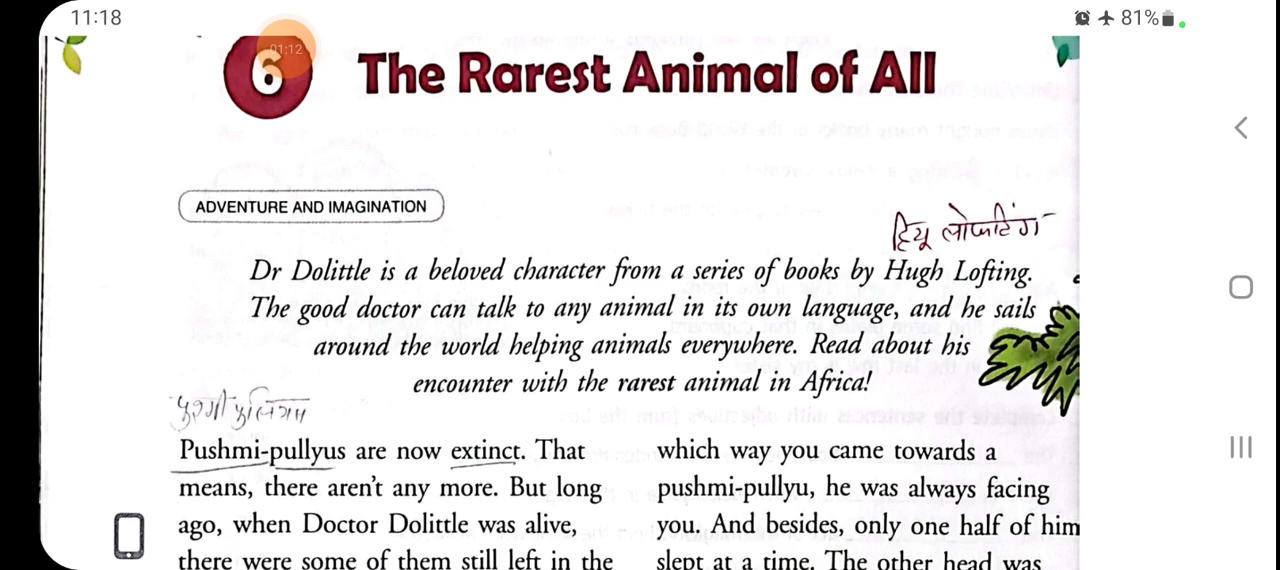 11:18
81%
01:12
6 The Rarest Animal of All
ADVENTURE AND IMAGINATION
हियू लोफटिंग
Dr Dolittle is a beloved character from a series of books by Hugh Lofting.
The good doctor can talk to any animal in its own language, and he sails
around the world helping animals everywhere. Read about his
encounter with the rarest animal in Africa!
Pushmi-pullyus are now extinct. That
means, there aren't any more. But long
ago, when Doctor Dolittle was alive,
there were some of them still left in the
which way you came towards a
pushmi-pullyu, he was always facing
you. And besides, only one half of him
slept at a time. The other head was